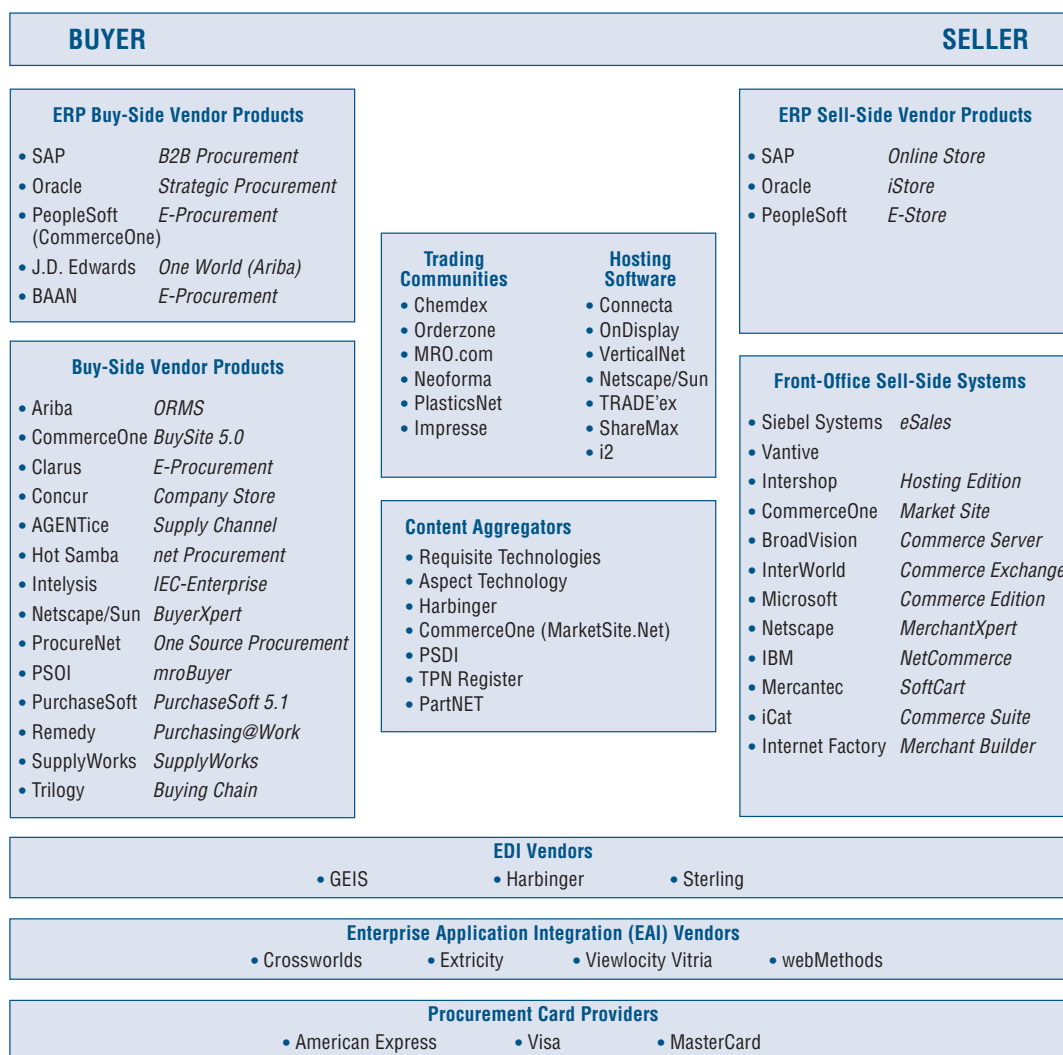 BUYER SELLER
ERP Buy-Side Vendor Products
• SAP B2B Procurement
• Oracle Strategic Procurement
• PeopleSoft E-Procurement
(CommerceOne)
• J.D. Edwards One World (Ariba)
• BAAN E-Procurement
Buy-Side Vendor Products
• Ariba ORMS
• CommerceOne BuySite 5.0
• Clarus E-Procurement
• Concur Company Store
• AGENTice Supply Channel
• Hot Samba net Procurement
• Intelysis IEC-Enterprise
• Netscape/Sun BuyerXpert
• ProcureNet One Source Procurement
• PSOI mroBuyer
• PurchaseSoft PurchaseSoft 5.1
• Remedy Purchasing@Work
• SupplyWorks SupplyWorks
• Trilogy Buying Chain
Trading
Communities
• Chemdex
• Orderzone
• MRO.com
• Neoforma
• PlasticsNet
• Impresse
Hosting
Software
• Connecta
• OnDisplay
• VerticalNet
• Netscape/Sun
• TRADE'ex
• ShareMax
• i2
Content Aggregators
• Requisite Technologies
• Aspect Technology
• Harbinger
• CommerceOne (MarketSite.Net)
• PSDI
• TPN Register
• PartNET
ERP Sell-Side Vendor Products
• SAP Online Store
• Oracle iStore
• PeopleSoft E-Store
Front-Office Sell-Side Systems
• Siebel Systems eSales
• Vantive
• Intershop Hosting Edition
• CommerceOne Market Site
• BroadVision Commerce Server
• InterWorld Commerce Exchange
• Microsoft Commerce Edition
• Netscape MerchantXpert
• IBM NetCommerce
• Mercantec SoftCart
• iCat Commerce Suite
• Internet Factory Merchant Builder
EDI Vendors
• GEIS • Harbinger • Sterling
Enterprise Application Integration (EAI) Vendors
• Crossworlds • Extricity • Viewlocity Vitria • webMethods
Procurement Card Providers
• American Express • Visa • MasterCard